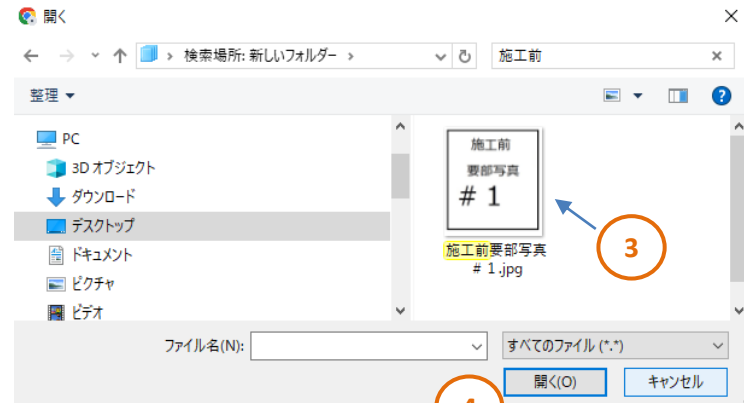 開く
検索場所: 新しいフォルダー
施工前
整理
PC
3D オブジェクト
ダウンロード
デスクトップ
ドキュメント
ピクチャ
ビデオ
施工前
要部写真
# 1
施工前要部写真
# 1.jpg
3
ファイル名(N):
すべてのファイル (*.*)
開く(O)
キャンセル
4